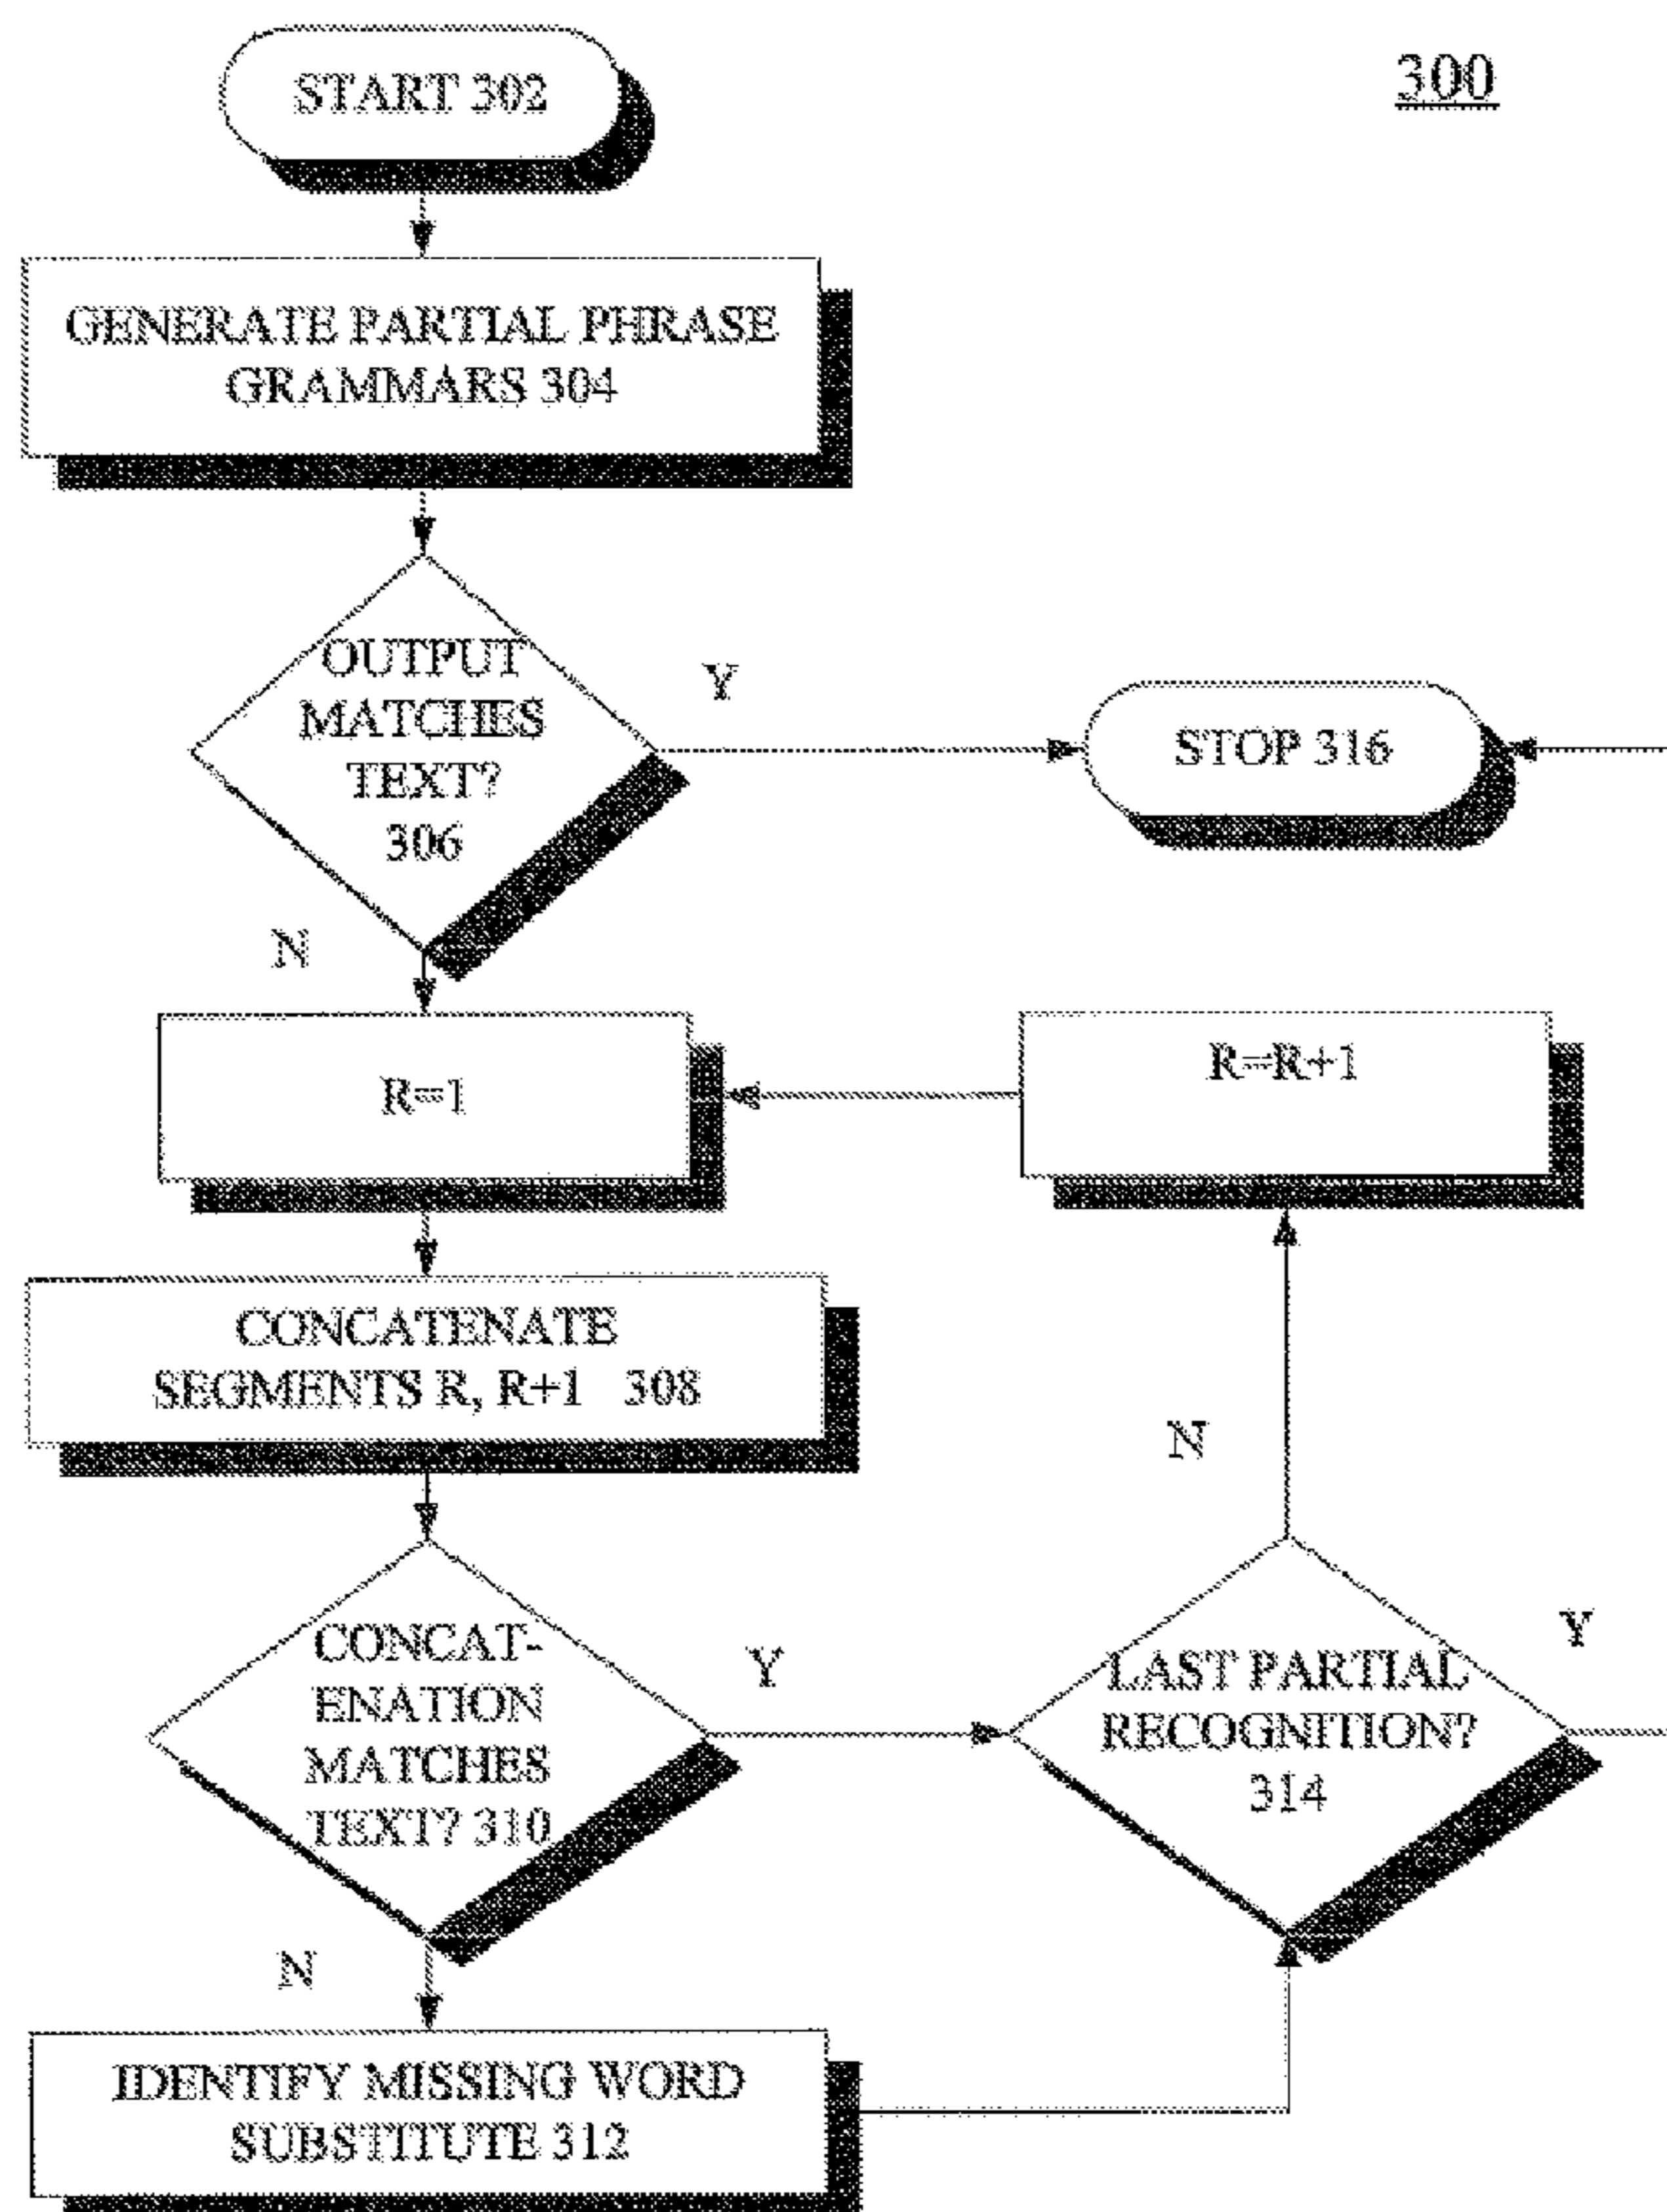 300
START 302
GENERATE PARTIAL PHRASE
GRAMMARS 304
OUTPUT
MATCHES
TEXT?
306
Y
STOP 316
N
R=1
R=R+1
CONCATENATE
SEGMENTS R, R+1 308
N
CONCAT-
ENATION
MATCHES
TEXT? 310
Y
LAST PARTIAL
RECOGNITION?
314
Y
N
IDENTIFY MISSING WORD
SUBSTITUTE 312